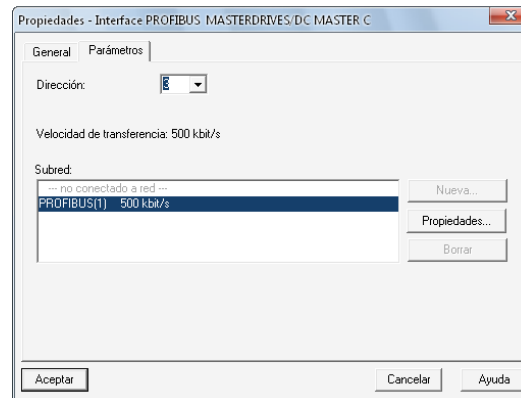 Propiedades - Interface PROFIBUS MASTERDRIVES/DC MASTER C
General
Parámetros
Dirección:
Velocidad de transferencia: 500 kbit/s
Subred:
--- no conectado a red ---
Nueva...
PROFIBUS(1) 500 kbit/s
Propiedades...
Borrar
Aceptar
Cancelar
Ayuda